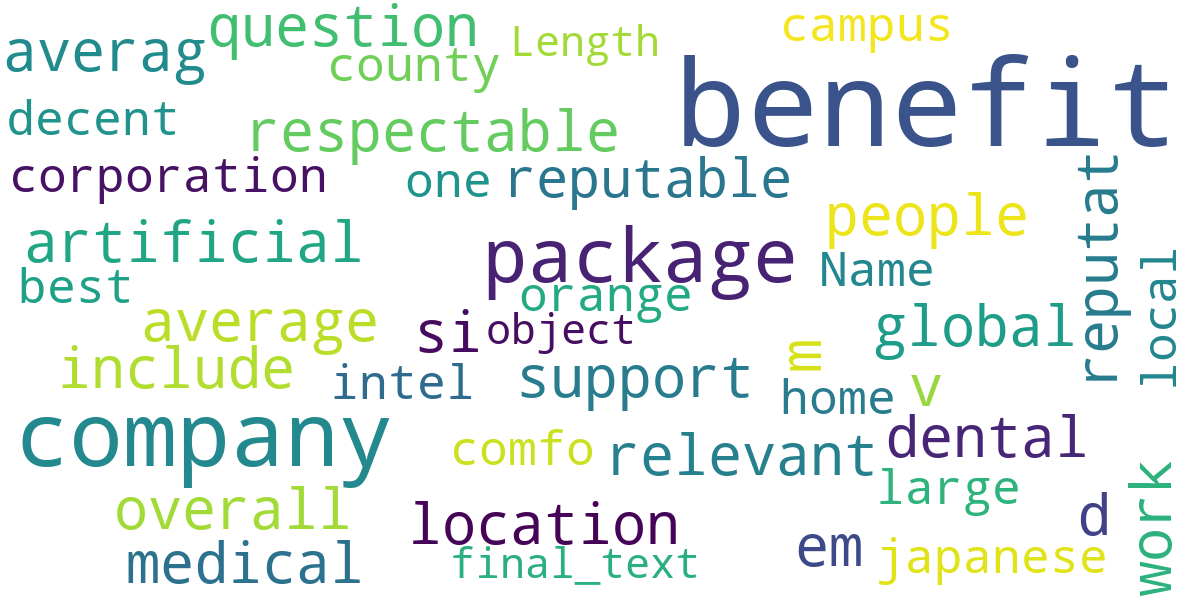 question
Length
campus
averag
county
benefit
decent
respectable
corporation
one
reputable
reputat
people
artificial
package
Name
local
best
orange
average
si
object
global
include
intel
support
m
home
v
company
comfo
relevant
dental
large
overall
location
d
work
medical
final_text
em
japanese